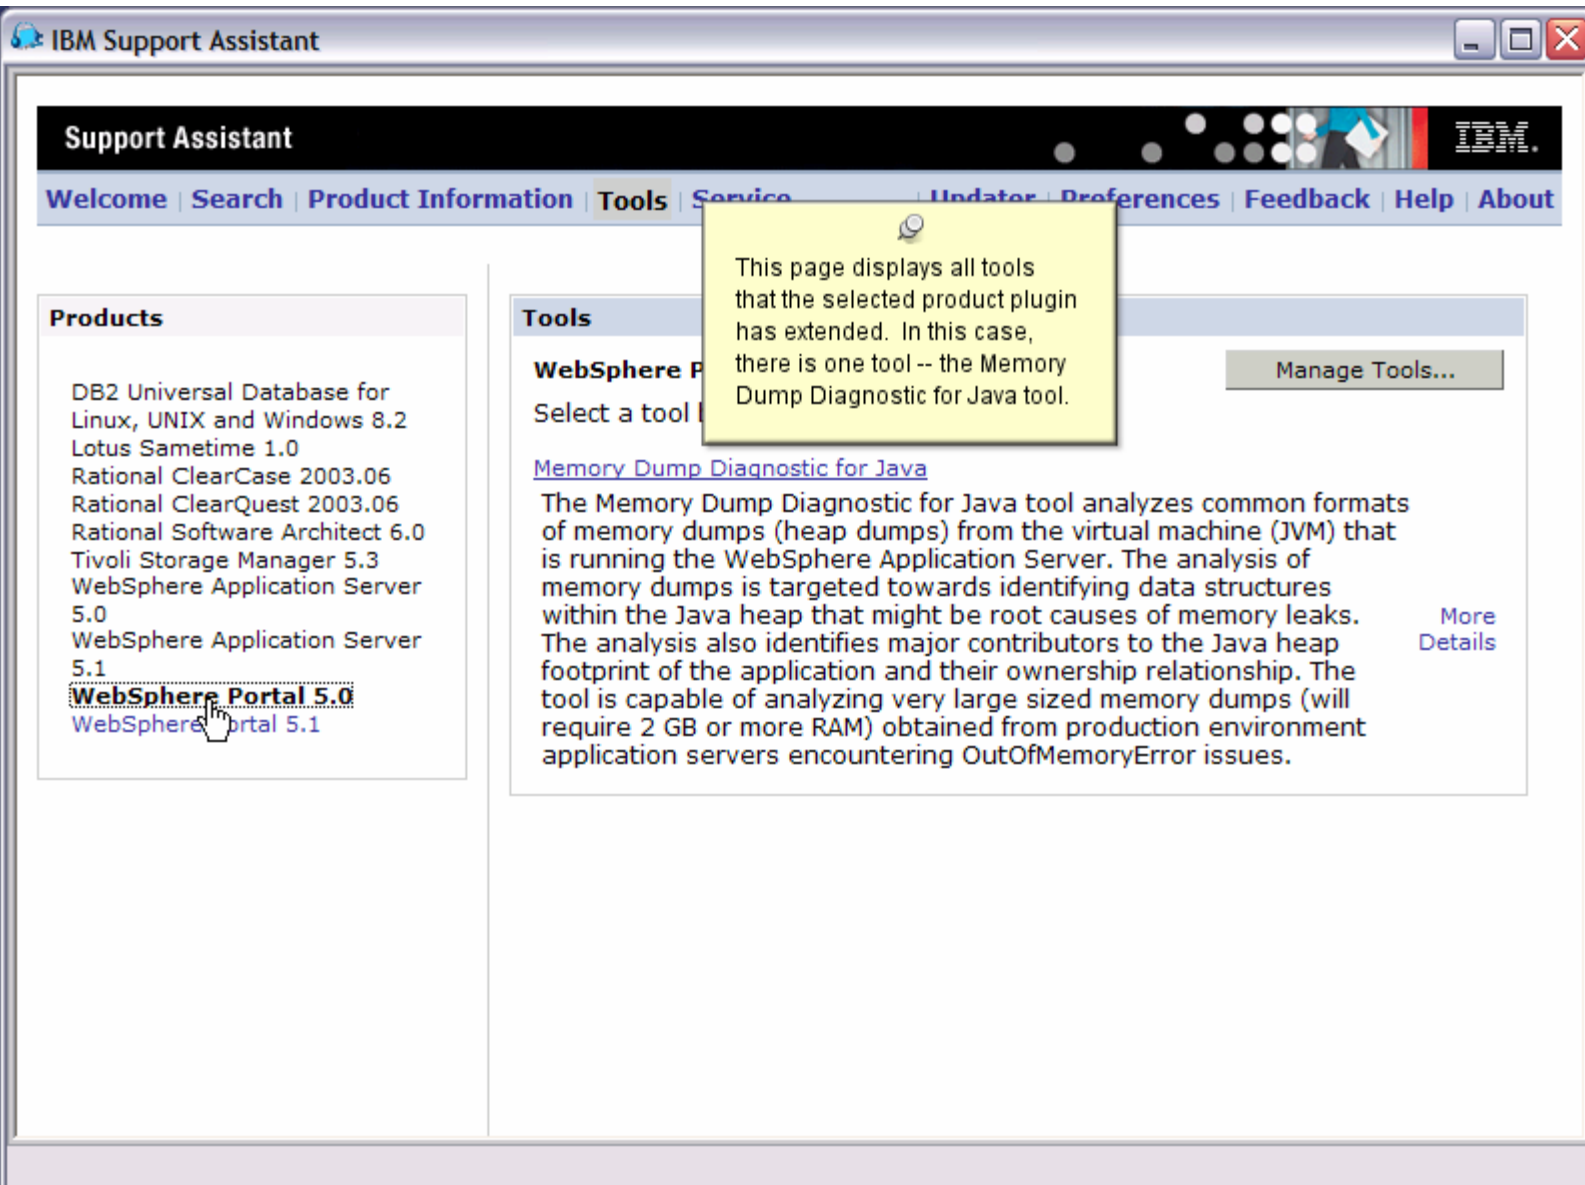 IBM Support Assistant
Support Assistant
IBM.
Welcome | Search | Product Information | Tools | Service | Updater | Preferences | Feedback | Help | About
This page displays all tools
that the selected product plugin
has extended. In this case,
there is one tool -- the Memory
Dump Diagnostic for Java tool.
Products
DB2 Universal Database for
Linux, UNIX and Windows 8.2
Lotus Sametime 1.0
Rational ClearCase 2003.06
Rational ClearQuest 2003.06
Rational Software Architect 6.0
Tivoli Storage Manager 5.3
WebSphere Application Server
5.0
WebSphere Application Server
5.1
WebSphere Portal 5.0
WebSphere Portal 5.1
Tools
WebSphere
Manage Tools...
Select a tool
Memory Dump Diagnostic for Java
The Memory Dump Diagnostic for Java tool analyzes common formats
of memory dumps (heap dumps) from the virtual machine (JVM) that
is running the WebSphere Application Server. The analysis of
memory dumps is targeted towards identifying data structures
within the Java heap that might be root causes of memory leaks.
The analysis also identifies major contributors to the Java heap
footprint of the application and their ownership relationship. The
tool is capable of analyzing very large sized memory dumps (will
require 2 GB or more RAM) obtained from production environment
application servers encountering OutOfMemoryError issues.
More
Details